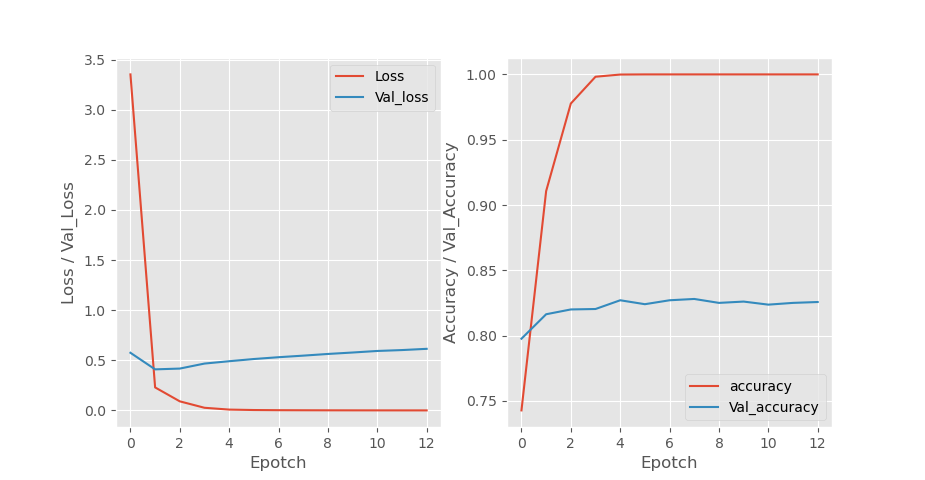 3.5
3.0
2.5
2.0
1.5
1.0
0.5
0.0
0 2 4 6 8 10 12
Loss / Val_Loss
Epotch
Loss
Val_loss
1.00
0.95
0.90
0.85
0.80
0.75
0 2 4 6 8 10 12
Accuracy / Val_Accuracy
Epotch
accuracy
Val_accuracy